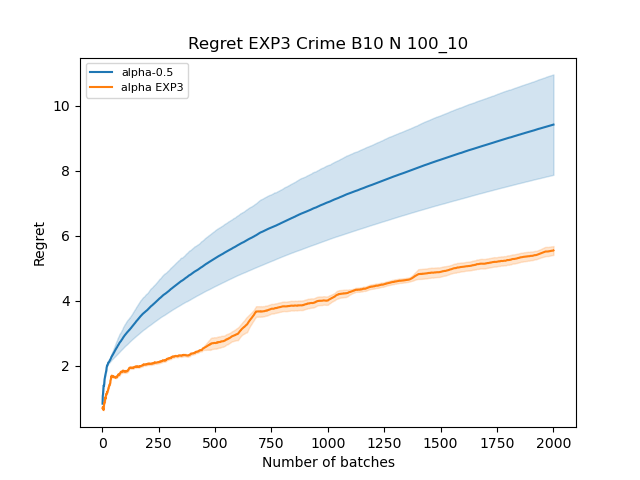 Regret EXP3 Crime B10 N 100_10
alpha-0.5
alpha EXP3
Regret
10
8
6
4
2
0 250 500 750 1000 1250 1500 1750 2000
Number of batches